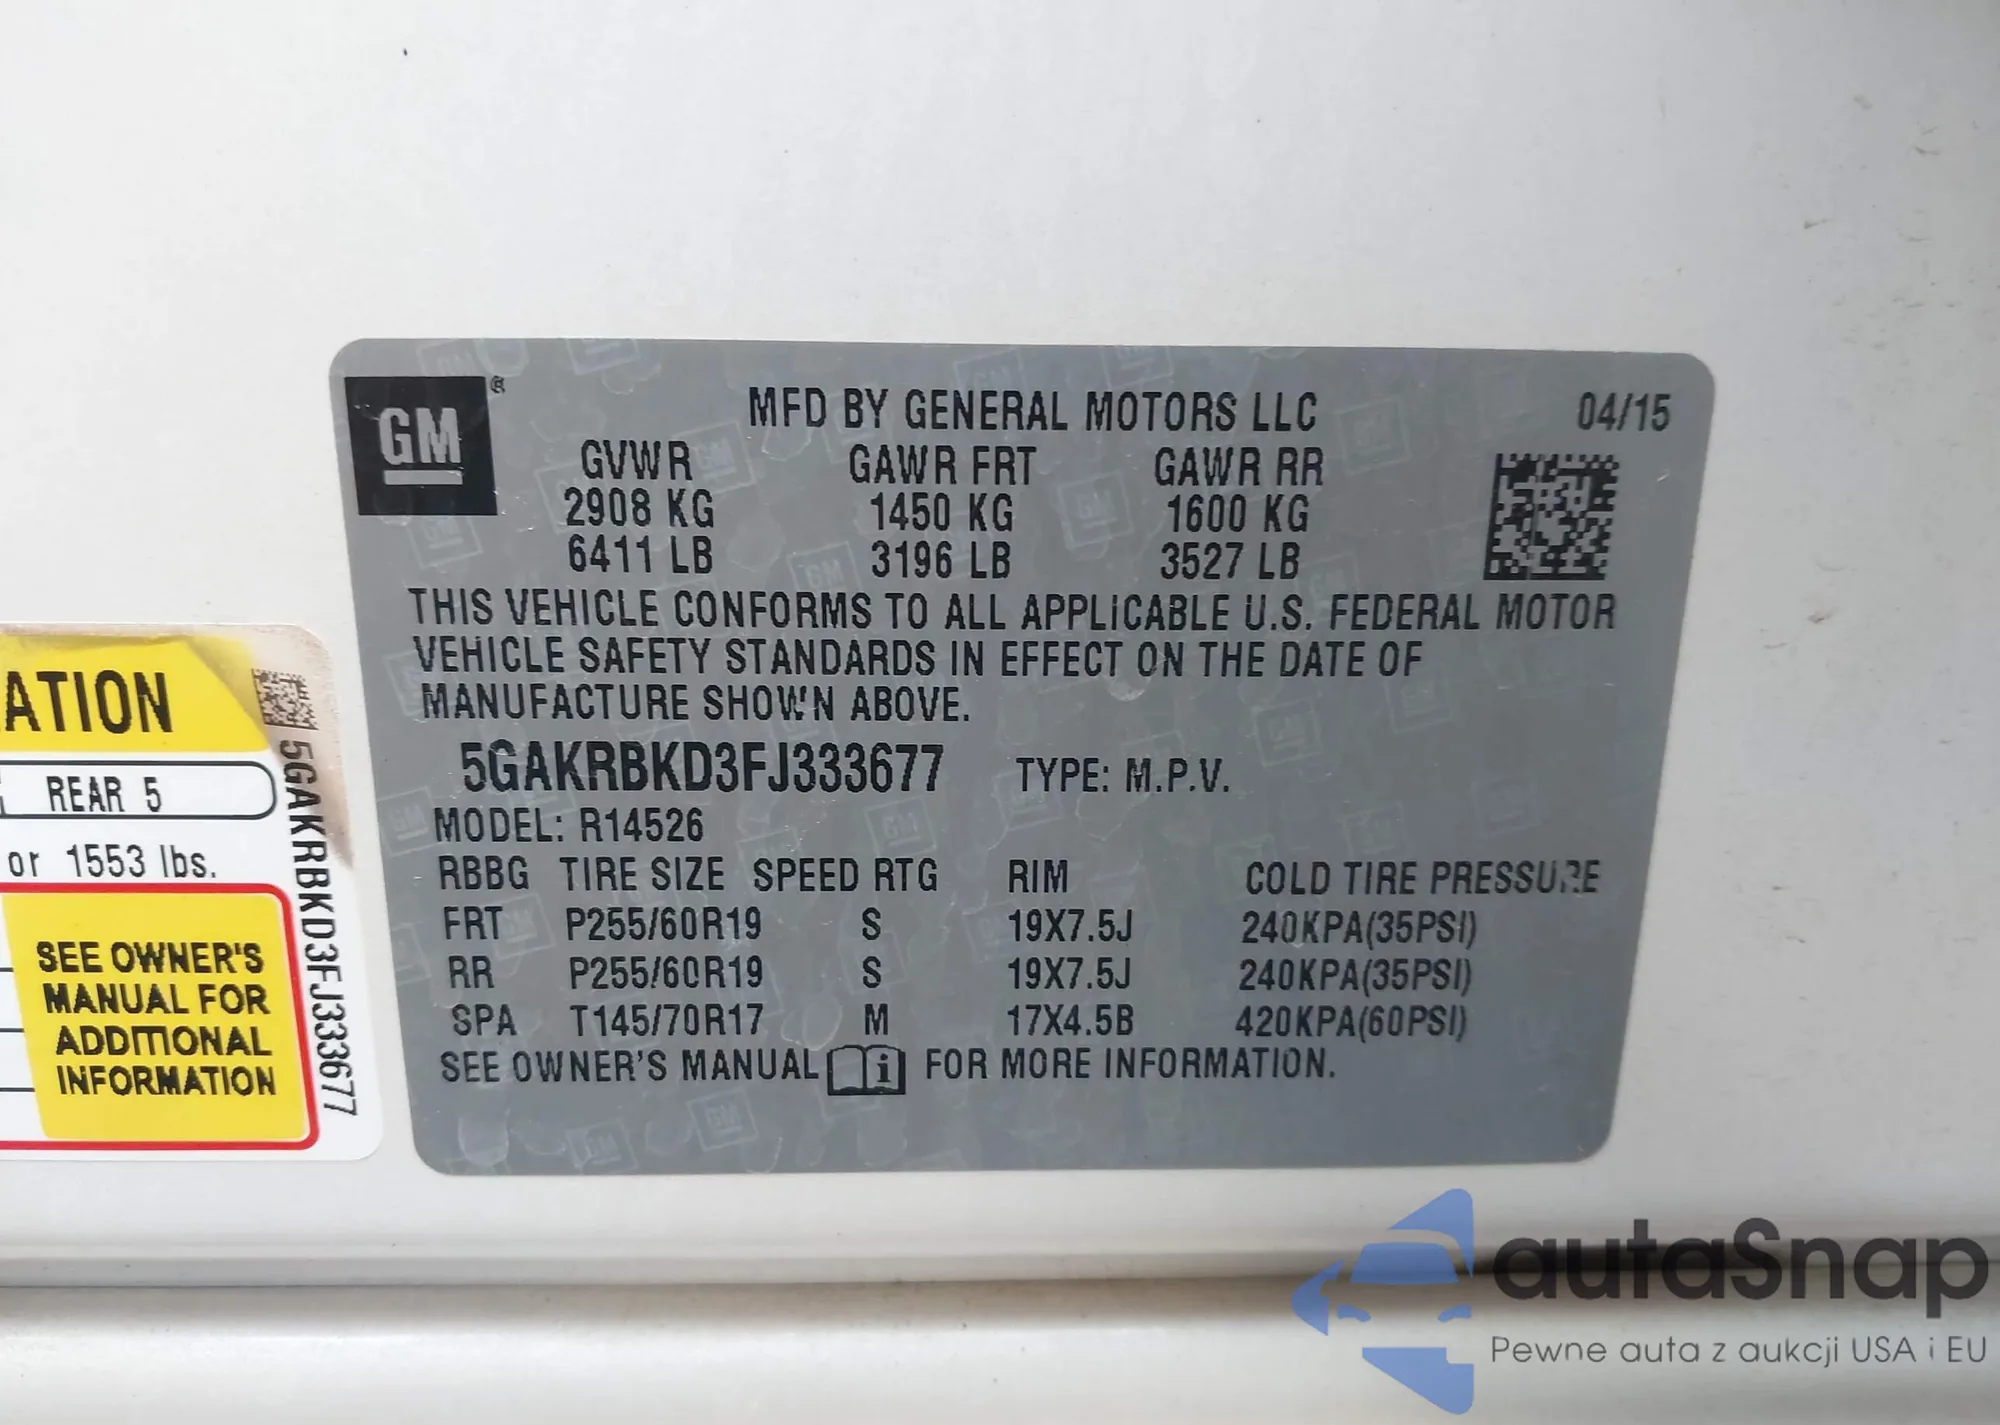 GM
®
MFD BY GENERAL MOTORS LLC 04/15
GVWR GAWR FRT GAWR RR
2908 KG 1450 KG 1600 KG
6411 LB 3196 LB 3527 LB
THIS VEHICLE CONFORMS TO ALL APPLICABLE U.S. FEDERAL MOTOR
VEHICLE SAFETY STANDARDS IN EFFECT ON THE DATE OF
MANUFACTURE SHOWN ABOVE.
5GAKRBKD3FJ333677 TYPE: M.P.V.
MODEL: R14526
RBBG TIRE SIZE SPEED RTG RIM COLD TIRE PRESSURE
FRT P255/60R19 S 19X7.5J 240KPA(35PSI)
RR P255/60R19 S 19X7.5J 240KPA(35PSI)
SPA T145/70R17 M 17X4.5B 420KPA(60PSI)
SEE OWNER'S MANUAL i FOR MORE INFORMATION.
ATION
REAR 5
or 1553 lbs.
SEE OWNER'S
MANUAL FOR
ADDITIONAL
INFORMATION
5GAKRBKD3FJ333677
autaSnap
Pewne auta z aukcji USA i EU